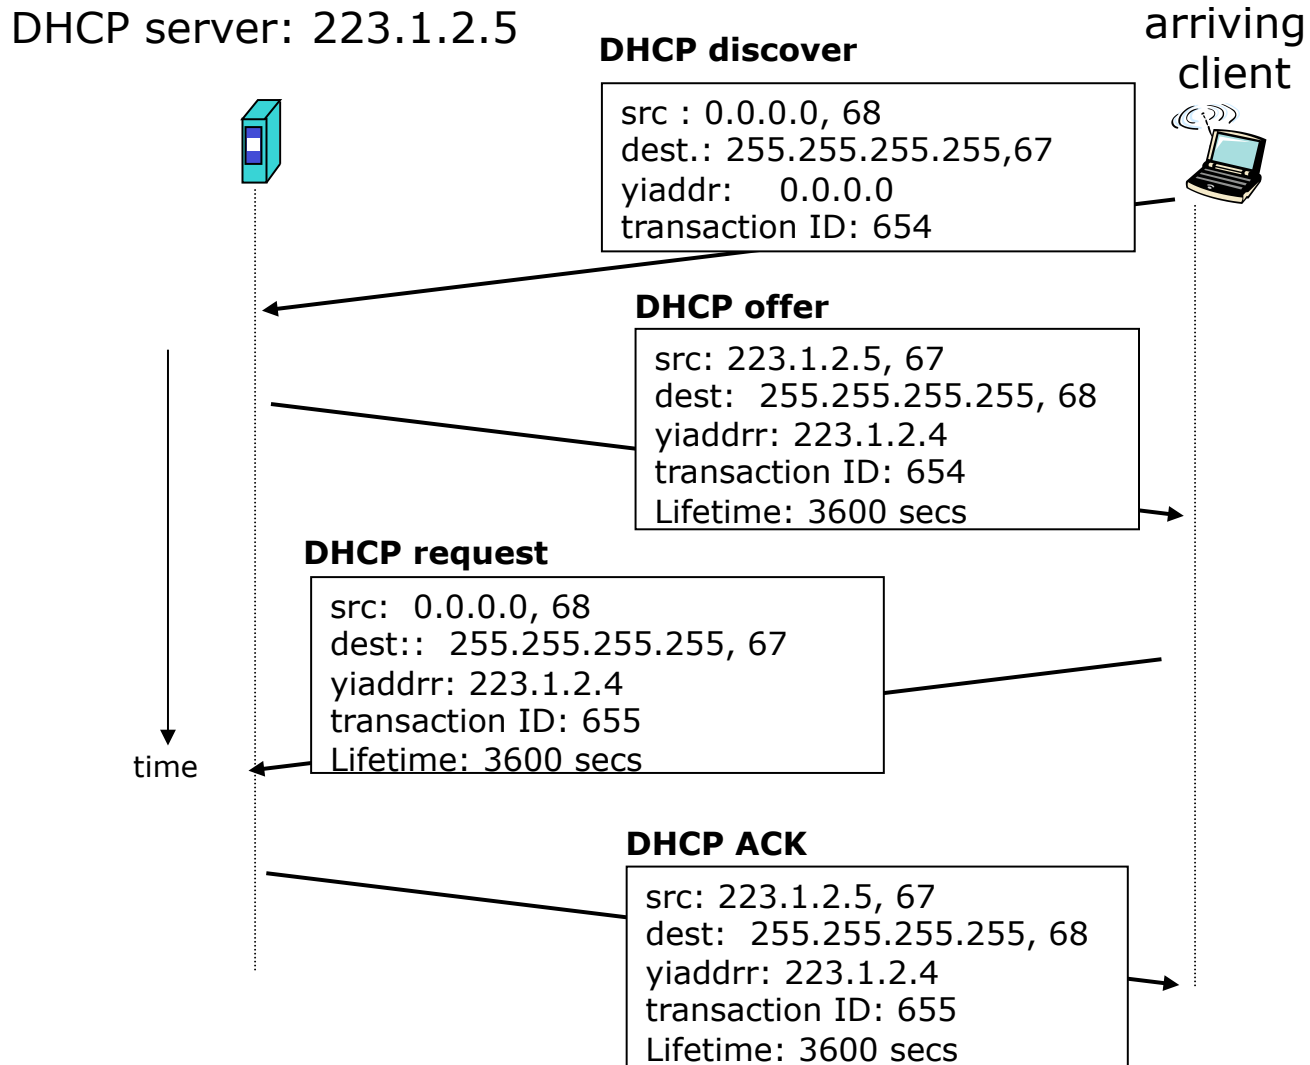 DHCP server: 223.1.2.5
arriving
client
DHCP discover
src : 0.0.0.0, 68
dest.: 255.255.255.255,67
yiaddr: 0.0.0.0
transaction ID: 654
DHCP offer
src: 223.1.2.5, 67
dest: 255.255.255.255, 68
yiaddrr: 223.1.2.4
transaction ID: 654
Lifetime: 3600 secs
DHCP request
src: 0.0.0.0, 68
dest:: 255.255.255.255, 67
yiaddrr: 223.1.2.4
transaction ID: 655
Lifetime: 3600 secs
time
DHCP ACK
src: 223.1.2.5, 67
dest: 255.255.255.255, 68
yiaddrr: 223.1.2.4
transaction ID: 655
Lifetime: 3600 secs